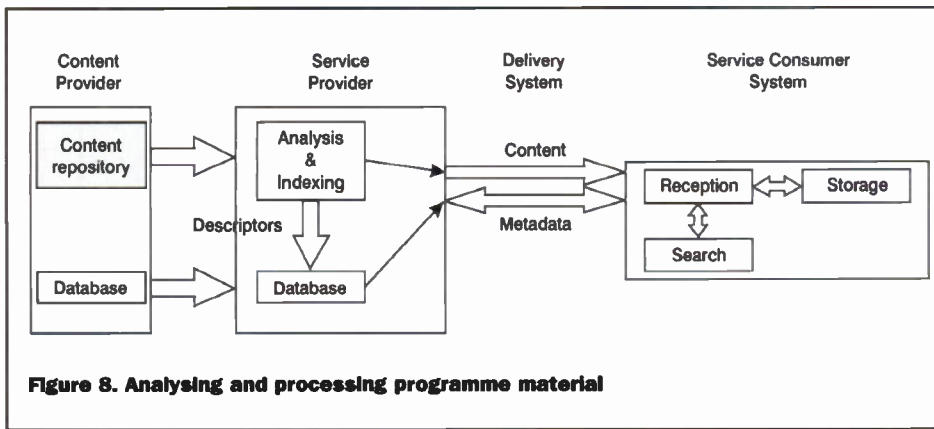 Content
Provider
Service
Provider
Delivery
System
Service Consumer
System
Content
repository
Analysis
&
Indexing
Content
Reception
Storage
Descriptors
Metadata
Search
Database
Database
Figure 8. Analysing and processing programme material